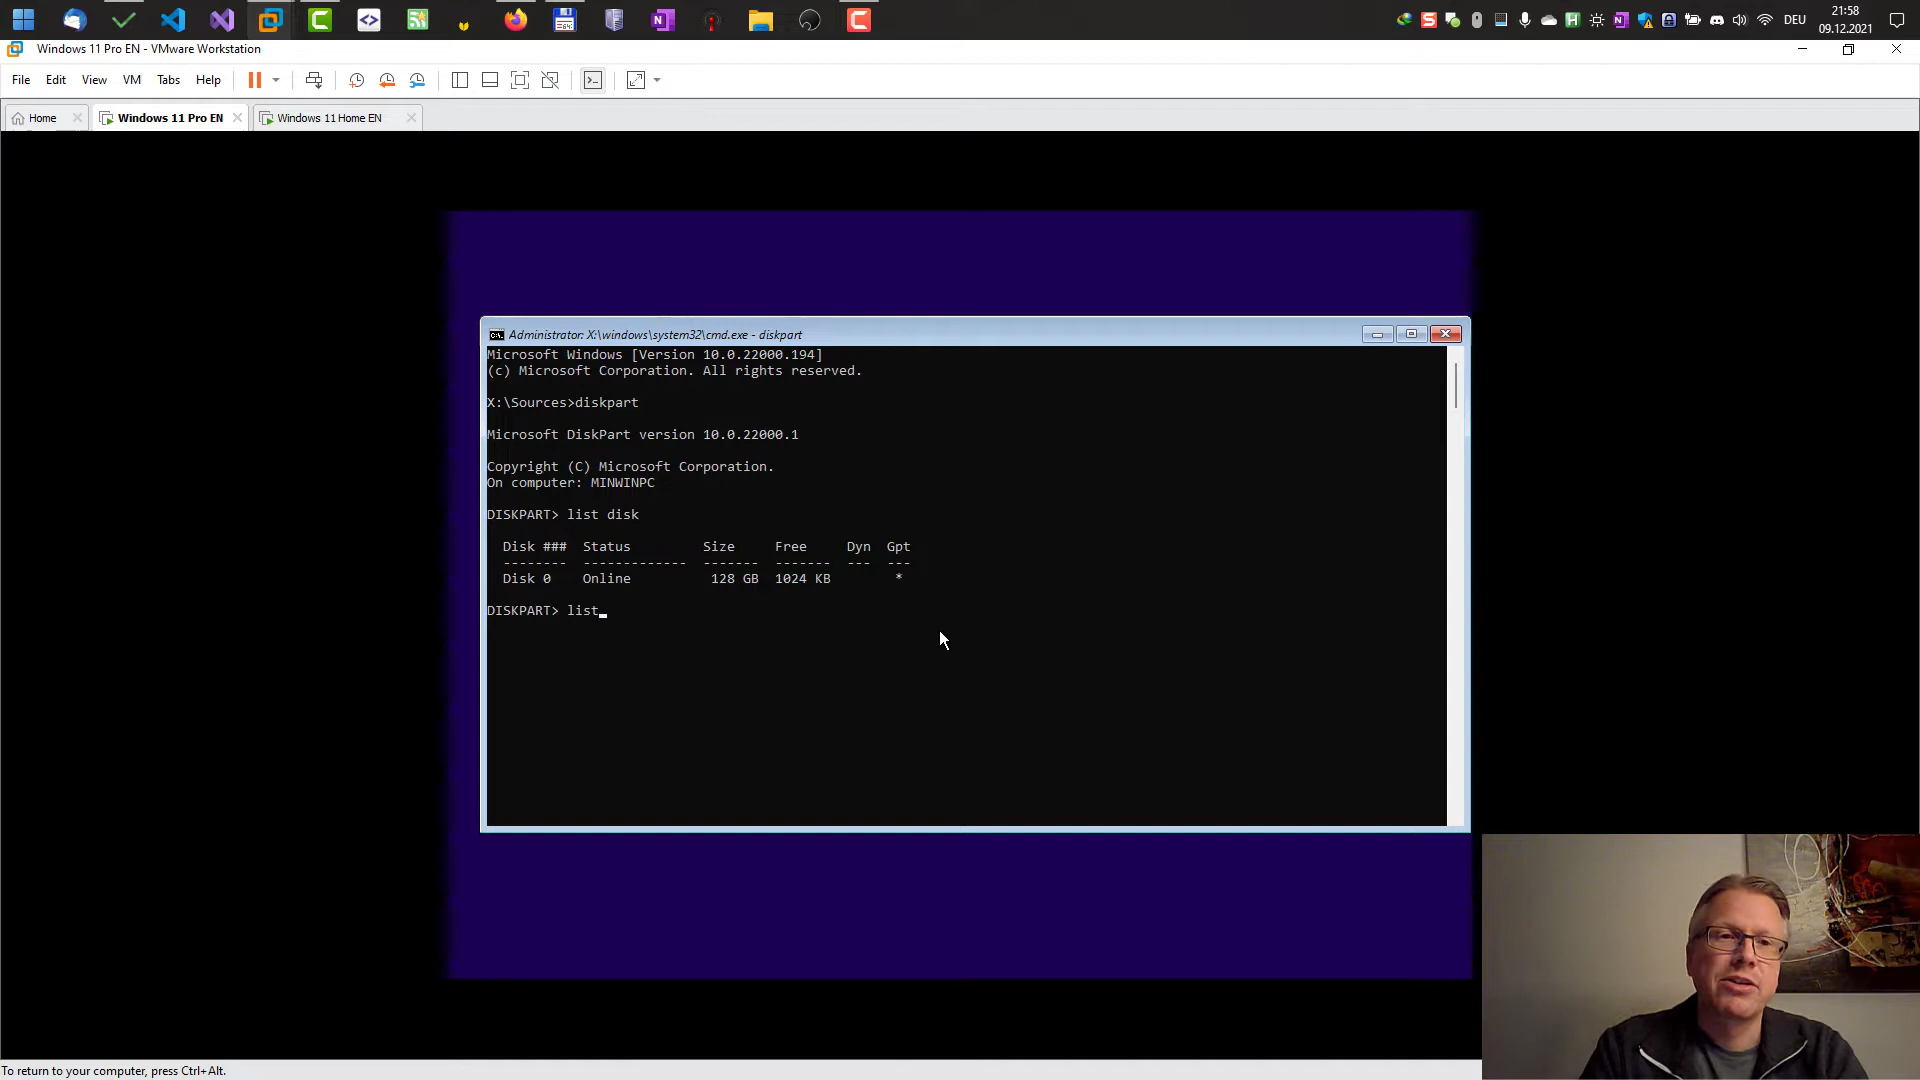 21:58
DEU
09.12.2021
Windows 11 Pro EN - VMware Workstation
File Edit View VM Tabs Help
Home Windows 11 Pro EN Windows 11 Home EN
Administrator: X:\windows\system32\cmd.exe - diskpart
Microsoft Windows [Version 10.0.22000.194]
(c) Microsoft Corporation. All rights reserved.
X:\Sources>diskpart
Microsoft DiskPart version 10.0.22000.1
Copyright (C) Microsoft Corporation.
On computer: MINWINPC
DISKPART> list disk
Disk ### Status Size Free Dyn Gpt
-------- ------------- ------- ------- --- ---
Disk 0 Online 128 GB 1024 KB *
DISKPART> list_
To return to your computer, press Ctrl+Alt.